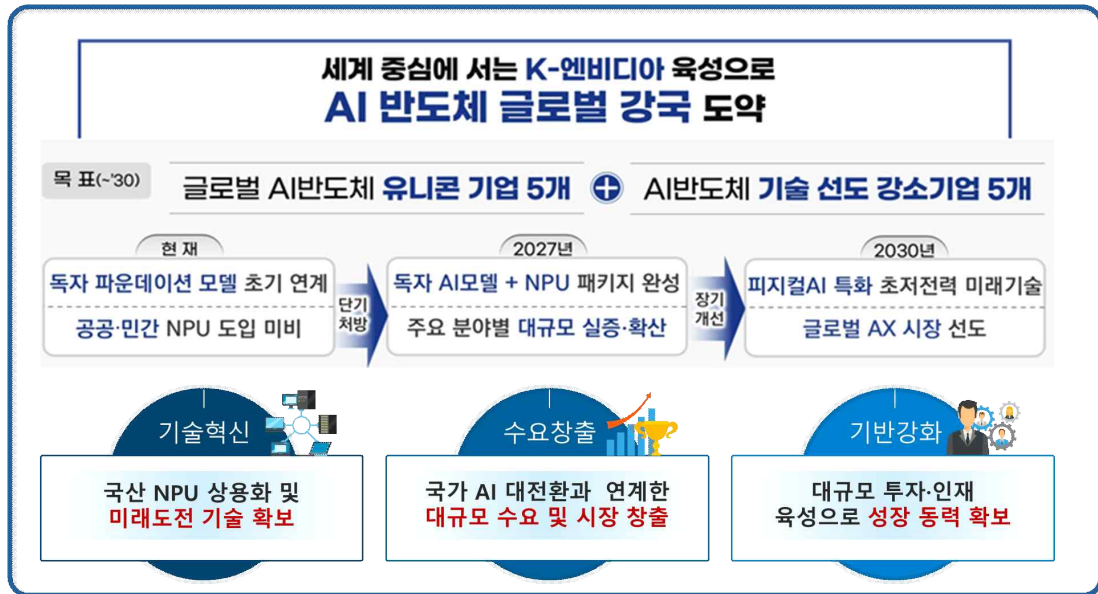 세계 중심에 서는 K-엔비디아 육성으로
AI 반도체 글로벌 강국 도약
목 표(~'30)
글로벌 AI반도체 유니콘 기업 5개
AI반도체 기술 선도 강소기업 5개
현 재
독자 파운데이션 모델 초기 연계
공공·민간 NPU 도입 미비
단기
처방
2027년
독자 AI모델 + NPU 패키지 완성
주요 분야별 대규모 실증·확산
장기
개선
2030년
피지컬AI 특화 초저전력 미래기술
글로벌 AX 시장 선도
기술혁신
국산 NPU 상용화 및
미래도전 기술 확보
수요창출
국가 AI 대전환과 연계한
대규모 수요 및 시장 창출
기반강화
대규모 투자·인재
육성으로 성장 동력 확보